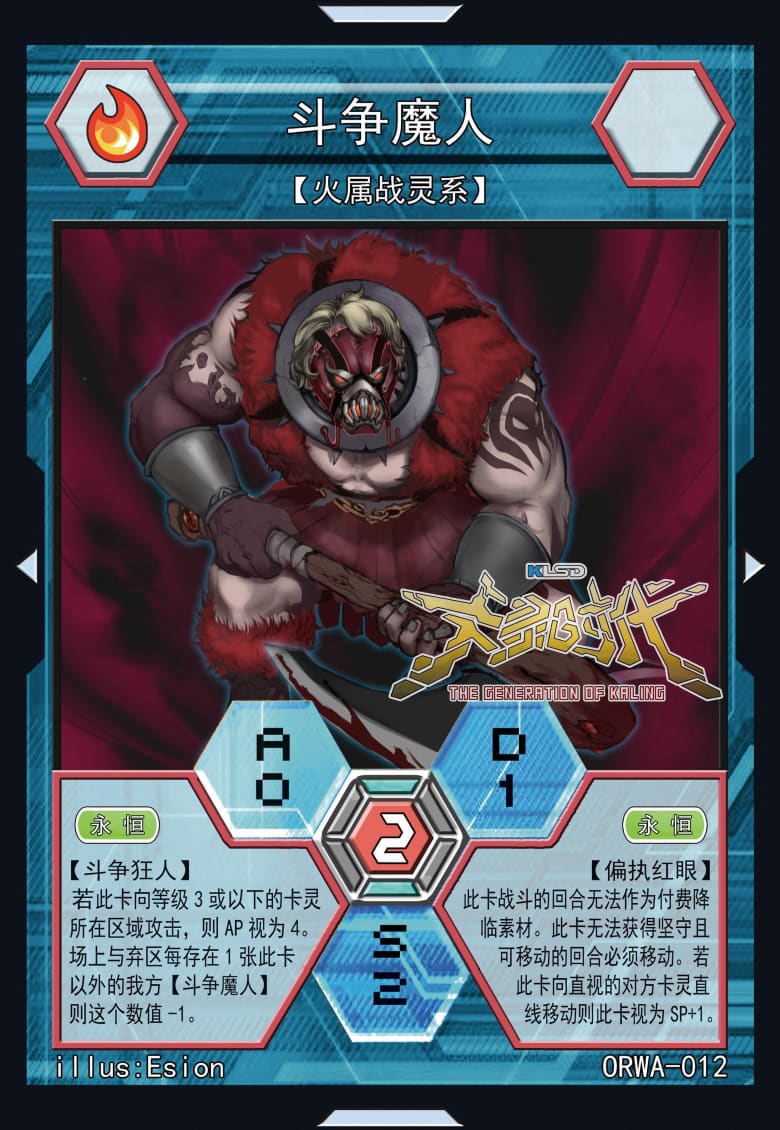 斗争魔人
【火属战灵系】
KLSD
卡灵时代
THE GENERATION OF KALING
A
0
D
1
2
S
2
永恒
【斗争狂人】
若此卡向等级3或以下的卡灵
所在区域攻击，则AP视为4。
场上与弃区每存在1张此卡
以外的我方【斗争魔人】
则这个数值-1。
永恒
【偏执红眼】
此卡战斗的回合无法作为付费降
临素材。此卡无法获得坚守且
可移动的回合必须移动。若
此卡向直视的对方卡灵直
线移动则此卡视为SP+1。
illus:Esion
ORWA-012